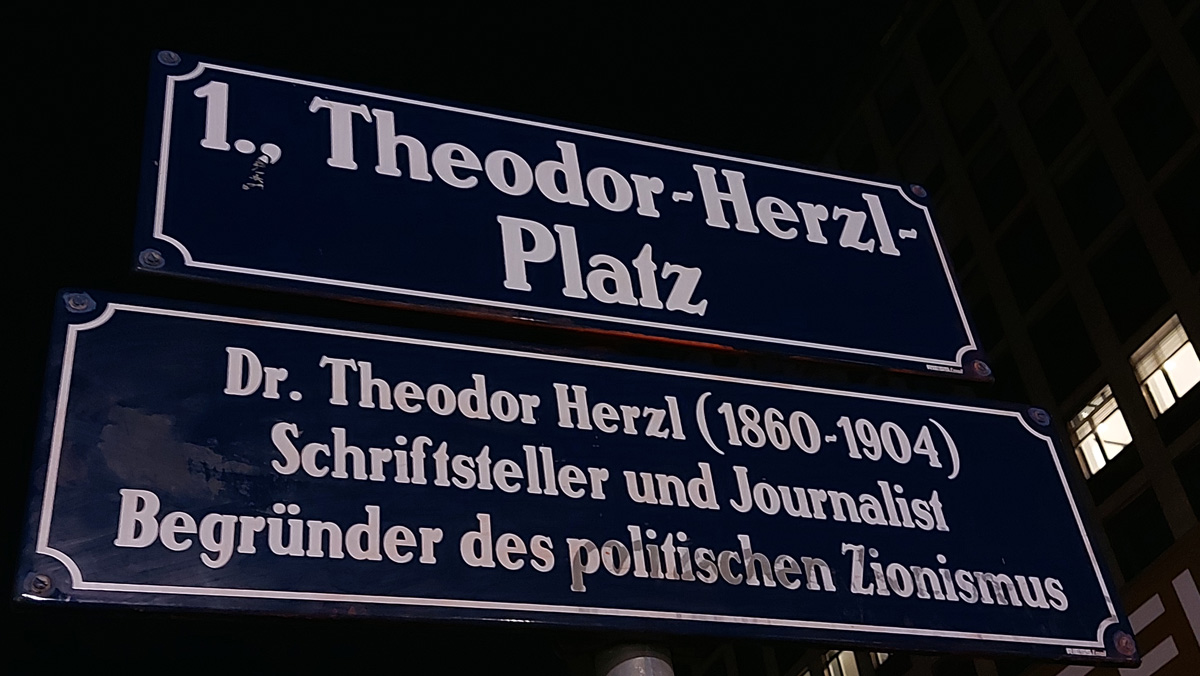 1., Theodor-Herzl-
Platz
Dr. Theodor Herzl (1860-1904)
Schriftsteller und Journalist
Begründer des politischen Zionismus